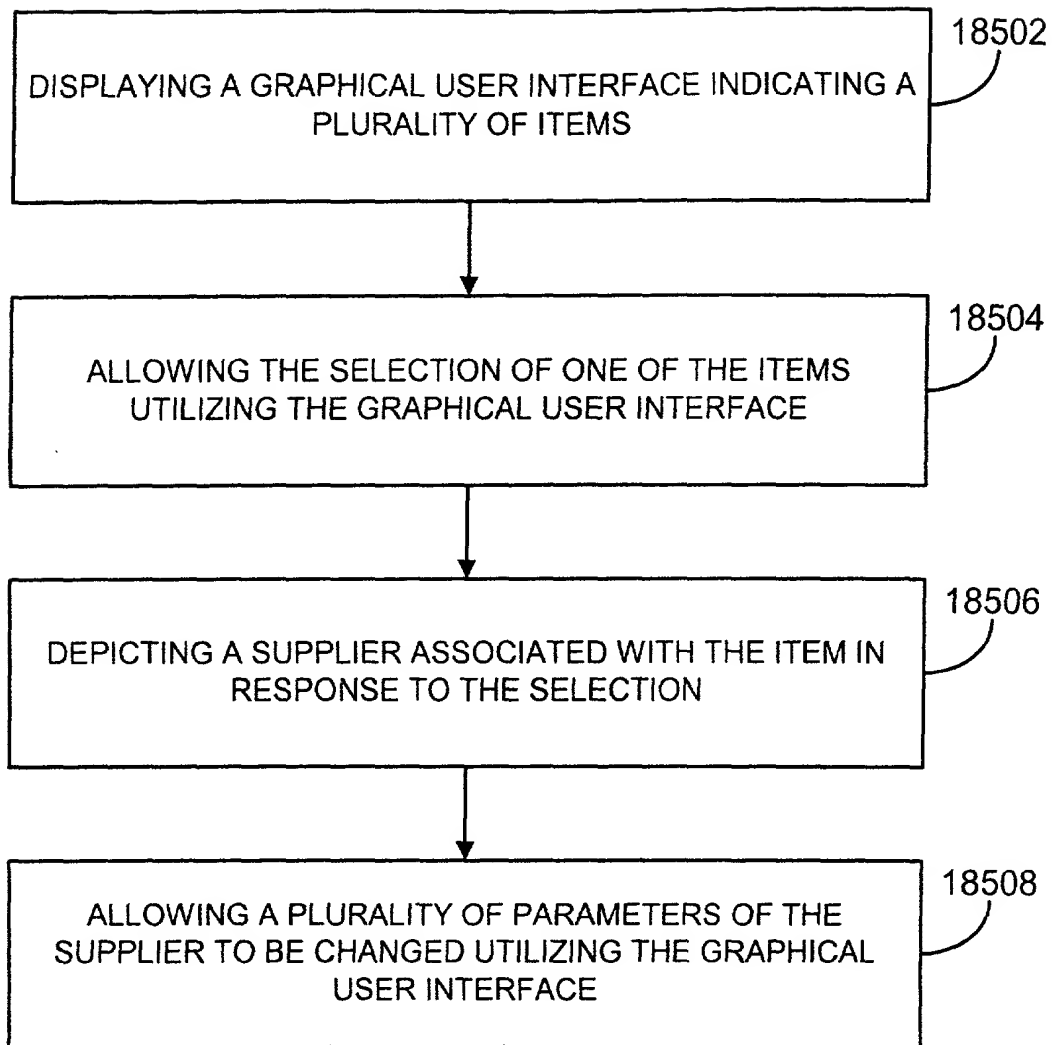 18502
DISPLAYING A GRAPHICAL USER INTERFACE INDICATING A
PLURALITY OF ITEMS
18504
ALLOWING THE SELECTION OF ONE OF THE ITEMS
UTILIZING THE GRAPHICAL USER INTERFACE
18506
DEPICTING A SUPPLIER ASSOCIATED WITH THE ITEM IN
RESPONSE TO THE SELECTION
18508
ALLOWING A PLURALITY OF PARAMETERS OF THE
SUPPLIER TO BE CHANGED UTILIZING THE GRAPHICAL
USER INTERFACE